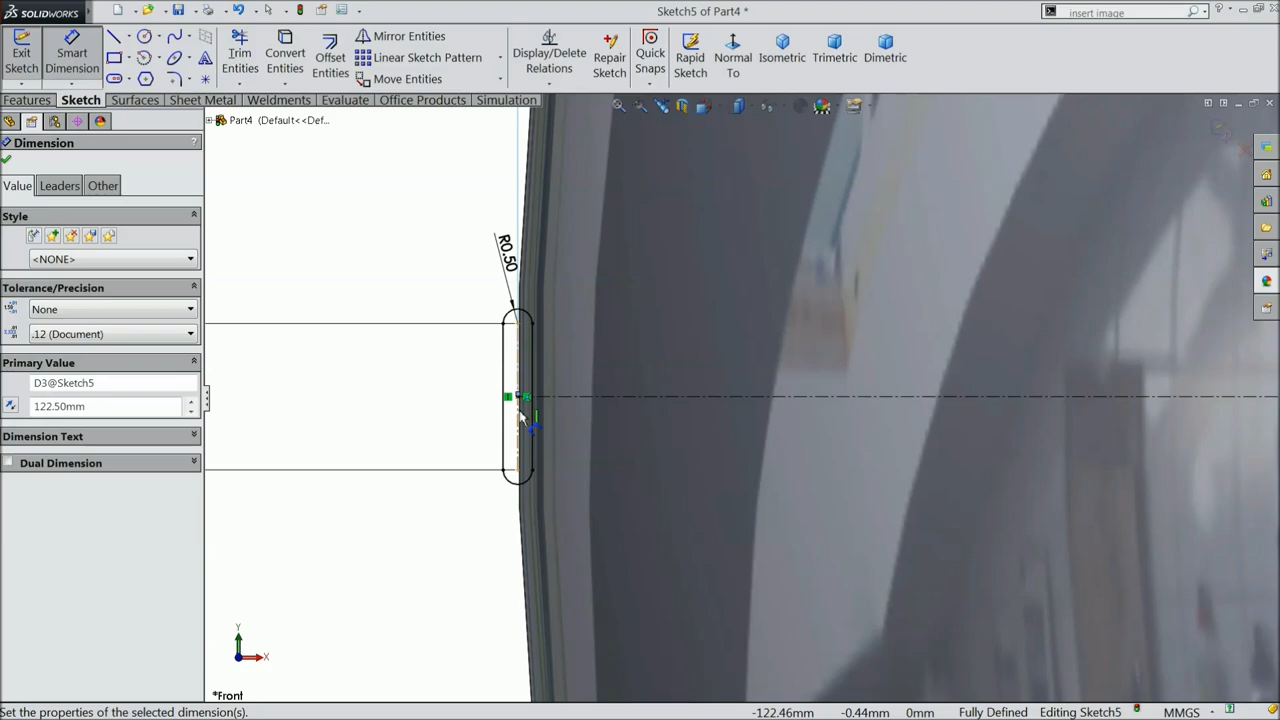 SOLIDWORKS
Sketch5 of Part4 *
insert image
Exit Sketch
Smart Dimension
Trim Entities
Convert Entities
Offset Entities
Mirror Entities
Linear Sketch Pattern
Move Entities
Display/Delete Relations
Repair Sketch
Quick Snaps
Rapid Sketch
Normal To
Isometric
Trimetric
Dimetric
Features
Sketch
Surfaces
Sheet Metal
Weldments
Evaluate
Office Products
Simulation
Part4 (Default<<Def...
Dimension
?
Value
Leaders
Other
Style
<NONE>
Tolerance/Precision
None
.12 (Document)
Primary Value
D3@Sketch5
122.50mm
Dimension Text
Dual Dimension
R0.50
Y
X
*Front
Set the properties of the selected dimension(s).
-122.46mm
-0.44mm
0mm
Fully Defined
Editing Sketch5
MMGS